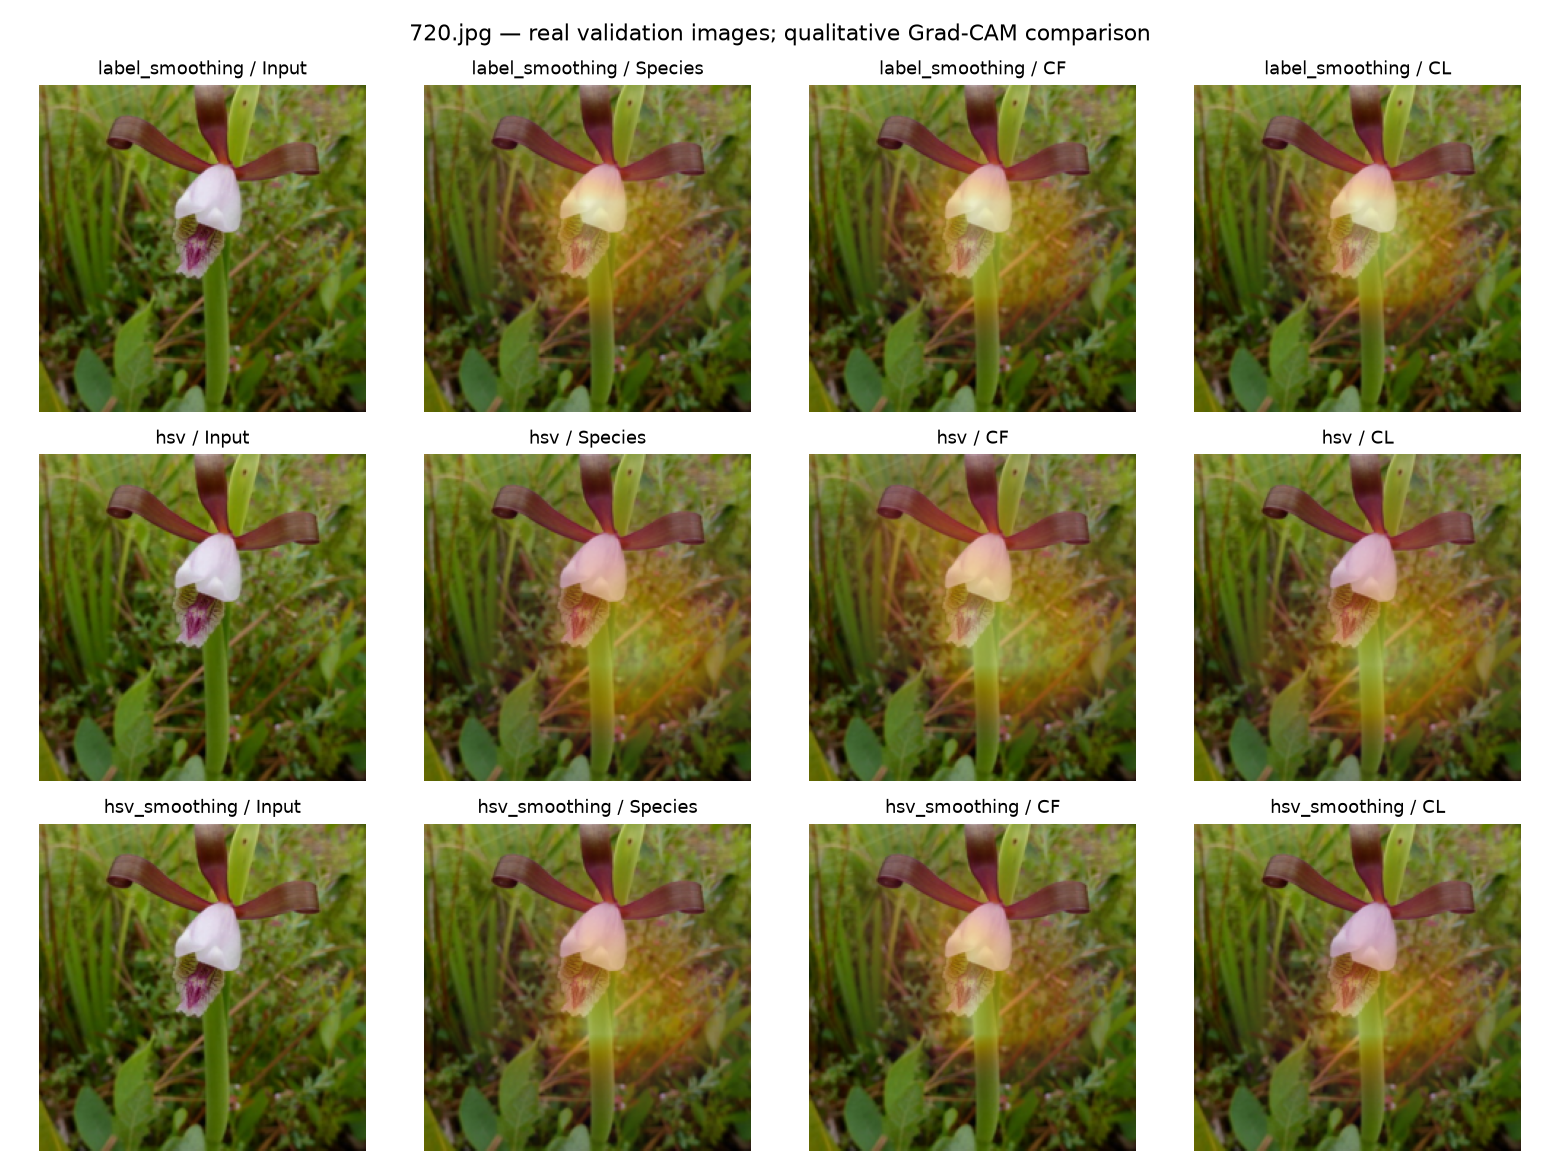 720.jpg — real validation images; qualitative Grad-CAM comparison
label_smoothing / Input
label_smoothing / Species
label_smoothing / CF
label_smoothing / CL
hsv / Input
hsv / Species
hsv / CF
hsv / CL
hsv_smoothing / Input
hsv_smoothing / Species
hsv_smoothing / CF
hsv_smoothing / CL